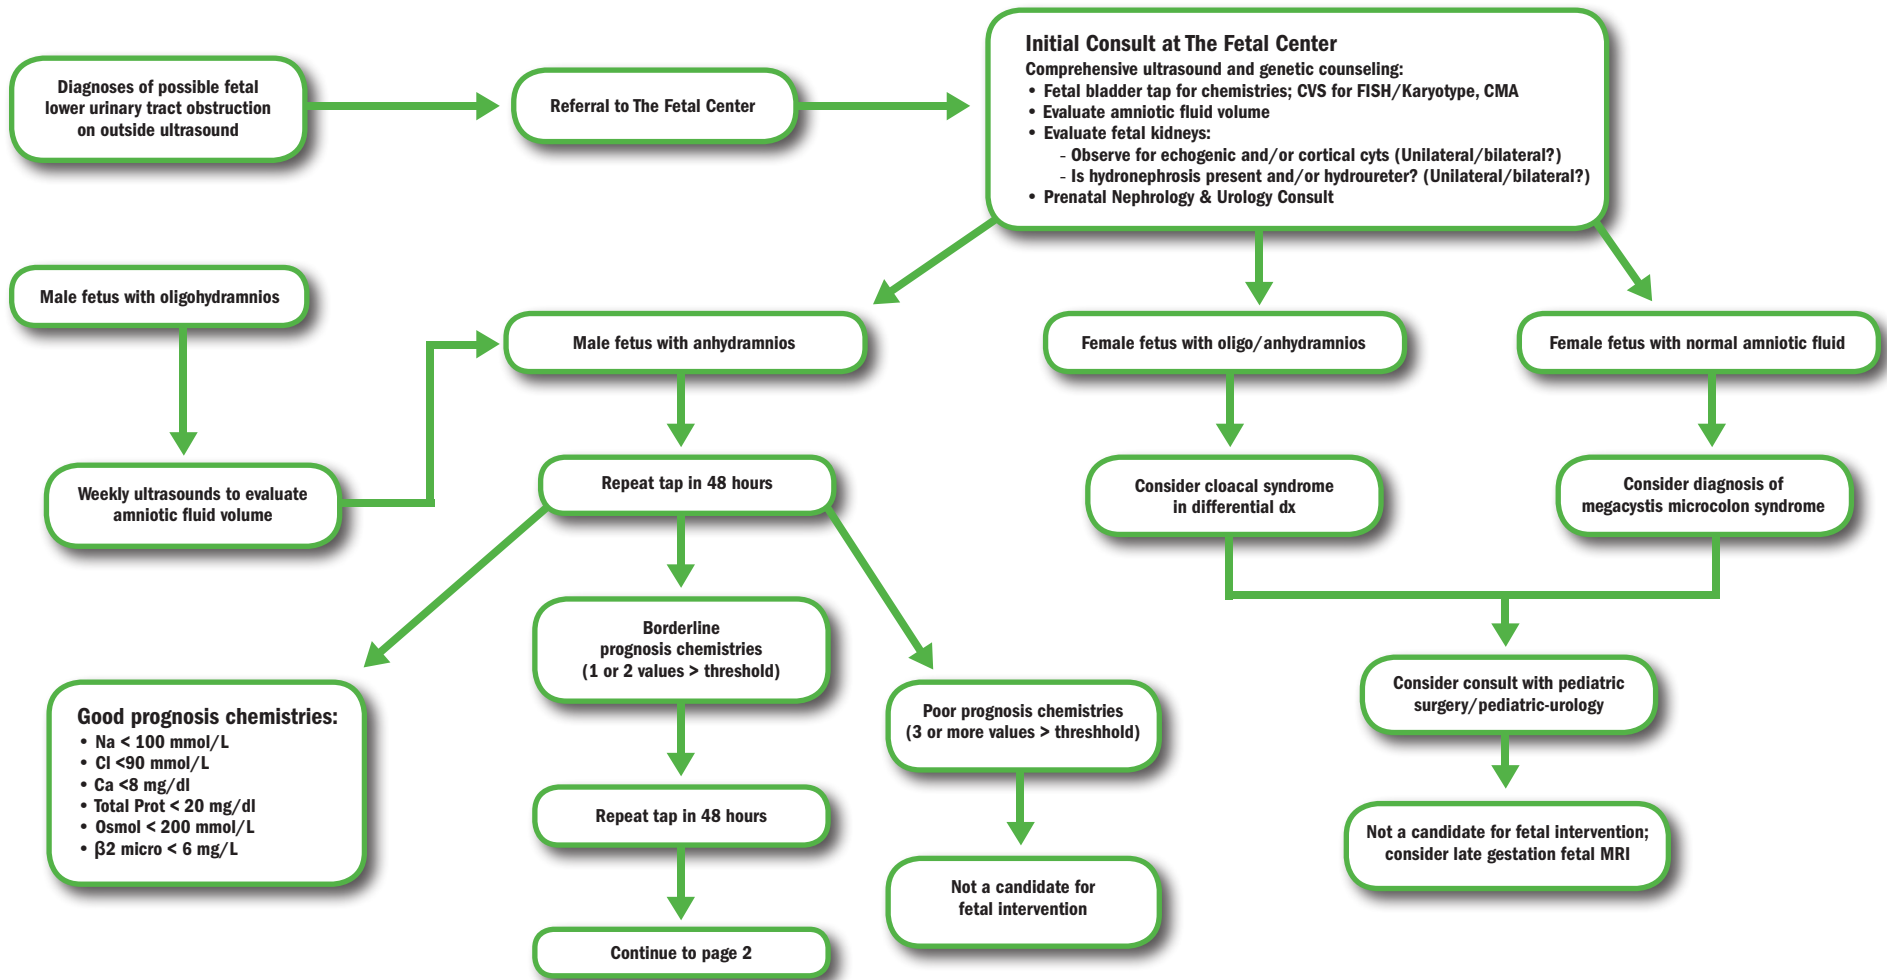 Diagnoses of possible fetal
lower urinary tract obstruction
on outside ultrasound
Referral to The Fetal Center
Initial Consult at The Fetal Center
Comprehensive ultrasound and genetic counseling:
• Fetal bladder tap for chemistries; CVS for FISH/Karyotype, CMA
• Evaluate amniotic fluid volume
• Evaluate fetal kidneys:
- Observe for echogenic and/or cortical cyts (Unilateral/bilateral?)
- Is hydronephrosis present and/or hydroureter? (Unilateral/bilateral?)
• Prenatal Nephrology & Urology Consult
Male fetus with oligohydramnios
Male fetus with anhydramnios
Female fetus with oligo/anhydramnios
Female fetus with normal amniotic fluid
Weekly ultrasounds to evaluate
amniotic fluid volume
Repeat tap in 48 hours
Consider cloacal syndrome
in differential dx
Consider diagnosis of
megacystis microcolon syndrome
Good prognosis chemistries:
• Na < 100 mmol/L
• Cl <90 mmol/L
• Ca <8 mg/dl
• Total Prot < 20 mg/dl
• Osmol < 200 mmol/L
• β2 micro < 6 mg/L
Borderline
prognosis chemistries
(1 or 2 values > threshold)
Poor prognosis chemistries
(3 or more values > threshhold)
Consider consult with pediatric
surgery/pediatric-urology
Repeat tap in 48 hours
Not a candidate for
fetal intervention
Not a candidate for fetal intervention;
consider late gestation fetal MRI
Continue to page 2